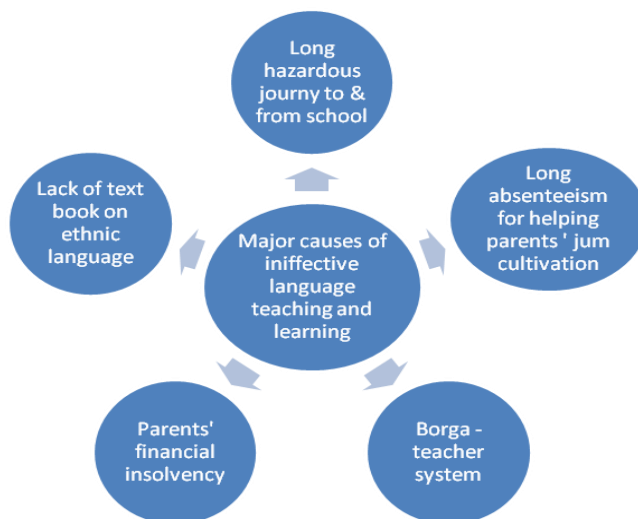 Long
hazardous
journy to &
from school
Lack of text
book on
ethnic
language
Long
absenteeism
for helping
parents ' jum
cultivation
Major causes of
iniffective
language
teaching and
learning
Parents'
financial
insolvency
Borga -
teacher
system